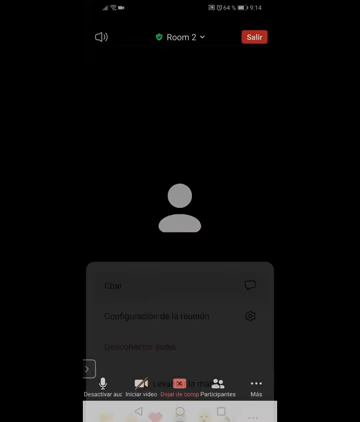 64 % 9:14
Room 2
Salir
Chat
Configuración de la reunión
Desconectar audio
Desactivar auc
Iniciar video
Dejar de comp
Participantes
Más